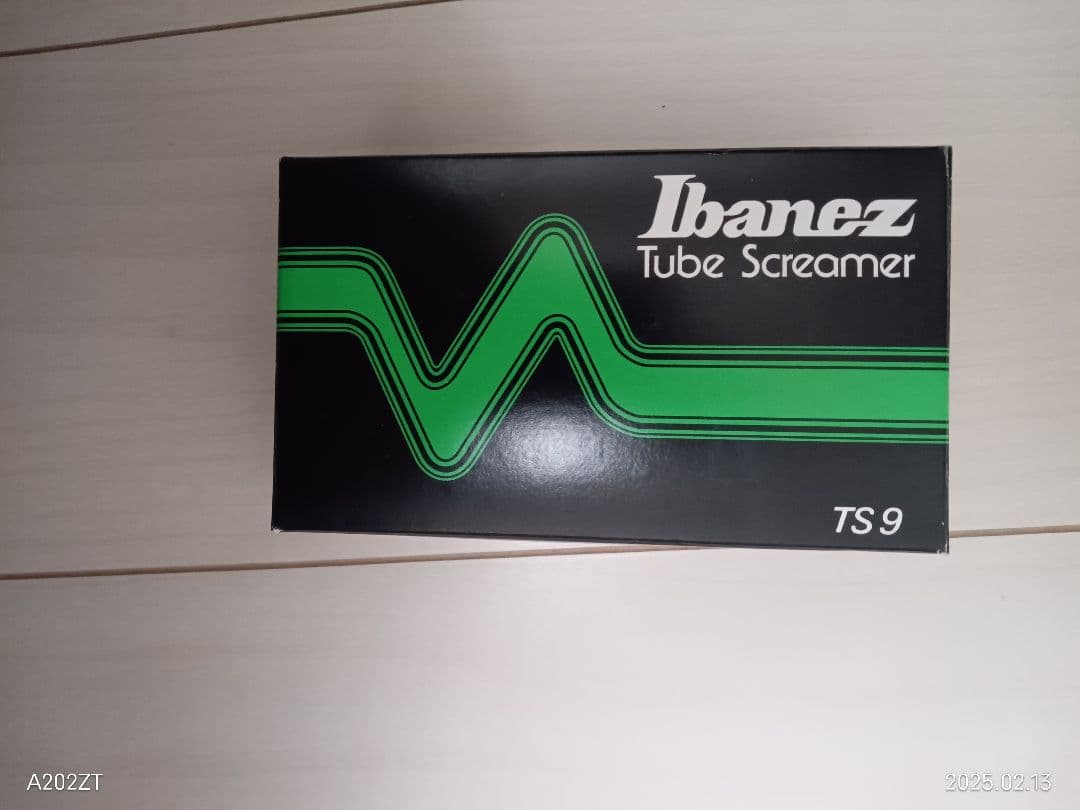 Ibanez
Tube Screamer
TS9
A202ZT
2025.02.13